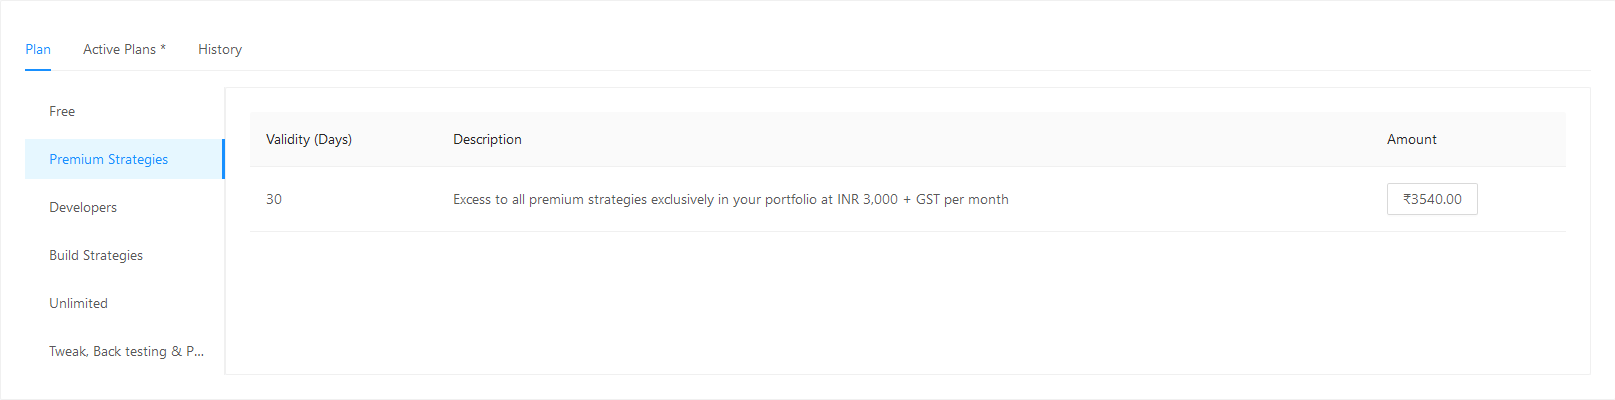 Plan Active Plans * History
Free
Premium Strategies
Developers
Build Strategies
Unlimited
Tweak, Back testing & P...
Validity (Days) Description Amount
30 Excess to all premium strategies exclusively in your portfolio at INR 3,000 + GST per month ₹3540.00